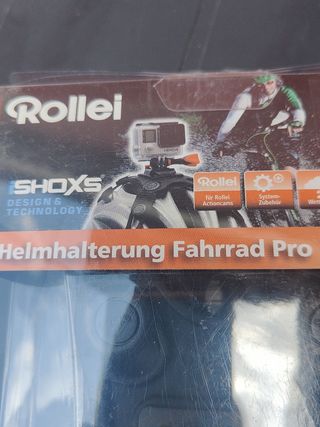 Rollei
SHOXS
DESIGN &
TECHNOLOGY
Rollei
für Rollei
Actioncams
System-
Zubehör
Helmhalterung Fahrrad Pro